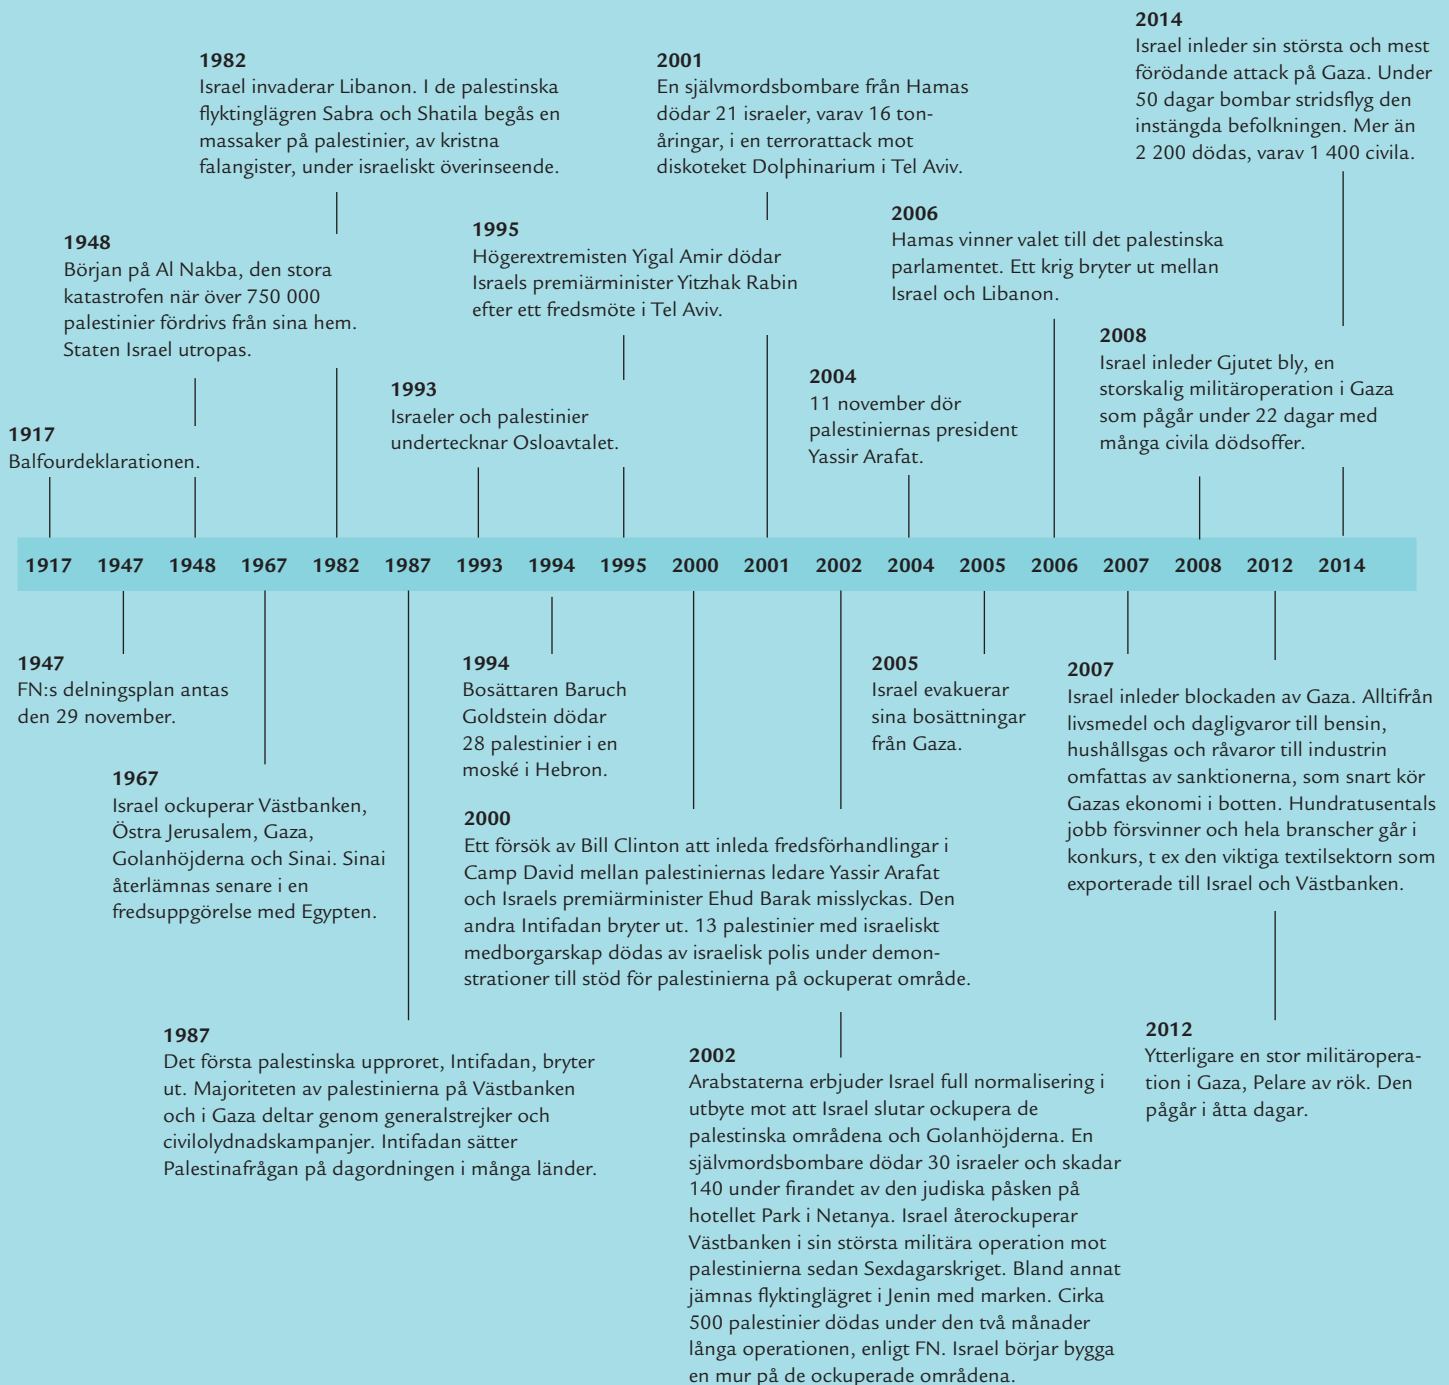 1982
Israel invaderar Libanon. I de palestinska
flyktinglägren Sabra och Shatila begås en
massaker på palestinier, av kristna
falangister, under israeliskt överinseende.
2001
En självmordsbombare från Hamas
dödar 21 israeler, varav 16 ton-
åringar, i en terrorattack mot
diskoteket Dolphinarium i Tel Aviv.
2014
Israel inleder sin största och mest
förödande attack på Gaza. Under
50 dagar bombar stridsflyg den
instängda befolkningen. Mer än
2 200 dödas, varav 1 400 civila.
1948
Början på Al Nakba, den stora
katastrofen när över 750 000
palestinier fördrivs från sina hem.
Staten Israel utropas.
1995
Högerextremisten Yigal Amir dödar
Israels premiärminister Yitzhak Rabin
efter ett fredsmöte i Tel Aviv.
2006
Hamas vinner valet till det palestinska
parlamentet. Ett krig bryter ut mellan
Israel och Libanon.
1917
Balfourdeklarationen.
1993
Israeler och palestinier
undertecknar Osloavtalet.
2004
11 november dör
palestiniernas president
Yassir Arafat.
2008
Israel inleder Gjutet bly, en
storskalig militäroperation i Gaza
som pågår under 22 dagar med
många civila dödsoffer.
1917 1947 1948 1967 1982 1987 1993 1994 1995 2000 2001 2002 2004 2005 2006 2007 2008 2012 2014
1947
FN:s delningsplan antas
den 29 november.
1967
Israel ockuperar Västbanken,
Östra Jerusalem, Gaza,
Golanhöjderna och Sinai. Sinai
återlämnas senare i en
fredsuppgörelse med Egypten.
1994
Bosättaren Baruch
Goldstein dödar
28 palestinier i en
moské i Hebron.
2005
Israel evakuerar
sina bosättningar
från Gaza.
2007
Israel inleder blockaden av Gaza. Alltifrån
livsmedel och dagligvaror till bensin,
hushållsgas och råvaror till industrin
omfattas av sanktionerna, som snart kör
Gazas ekonomi i botten. Hundratusentals
jobb försvinner och hela branscher går i
konkurs, t ex den viktiga textilsektorn som
exporterade till Israel och Västbanken.
2000
Ett försök av Bill Clinton att inleda fredsförhandlingar i
Camp David mellan palestiniernas ledare Yassir Arafat
och Israels premiärminister Ehud Barak misslyckas. Den
andra Intifadan bryter ut. 13 palestinier med israeliskt
medborgarskap dödas av israelisk polis under demon-
strationer till stöd för palestinierna på ockuperat område.
1987
Det första palestinska upproret, Intifadan, bryter
ut. Majoriteten av palestinierna på Västbanken
och i Gaza deltar genom generalstrejker och
civilolydnadskampanjer. Intifadan sätter
Palestinafrågan på dagordningen i många länder.
2002
Arabstaterna erbjuder Israel full normalisering i
utbyte mot att Israel slutar ockupera de
palestinska områdena och Golanhöjderna. En
självmordsbombare dödar 30 israeler och skadar
140 under firandet av den judiska påsken på
hotellet Park i Netanya. Israel återockuperar
Västbanken i sin största militära operation mot
palestinierna sedan Sexdagarskriget. Bland annat
jämnas flyktinglägret i Jenin med marken. Cirka
500 palestinier dödas under den två månader
långa operationen, enligt FN. Israel börjar bygga
en mur på de ockuperade områdena.
2012
Ytterligare en stor militäropera-
tion i Gaza, Pelare av rök. Den
pågår i åtta dagar.